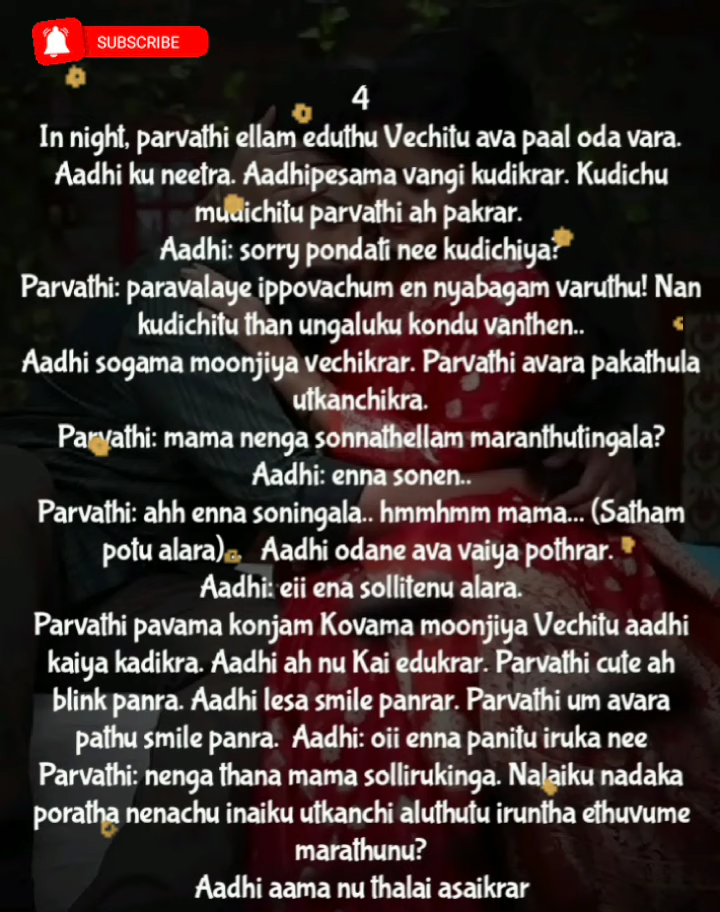 SUBSCRIBE
4
In night, parvathi ellam eduthu Vechitu ava paal oda vara.
Aadhi ku neetra. Aadhipesama vangi kudikrar. Kudichu
mudichitu parvathi ah pakrar.
Aadhi: sorry pondati nee kudichiya?
Parvathi: paravalaye ippovachum en nyabagam varuthu! Nan
kudichitu than ungaluku kondu vanthen..
Aadhi sogama moonjiya vechikrar. Parvathi avara pakathula
utkanchikra.
Parvathi: mama nenga sonnathellam maranthutingala?
Aadhi: enna sonen..
Parvathi: ahh enna soningala.. hmmhmm mama... (Satham
potu alara).. Aadhi odane ava vaiya pothrar.
Aadhi: eii ena sollitenu alara.
Parvathi pavama konjam Kovama moonjiya Vechitu aadhi
kaiya kadikra. Aadhi ah nu Kai edukrar. Parvathi cute ah
blink panra. Aadhi lesa smile panrar. Parvathi um avara
pathu smile panra. Aadhi: oii enna panitu iruka nee
Parvathi: nenga thana mama sollirukinga. Nalaiku nadaka
poratha nenachu inaiku utkanchi aluthutu iruntha ethuvume
marathunu?
Aadhi aama nu thalai asaikrar